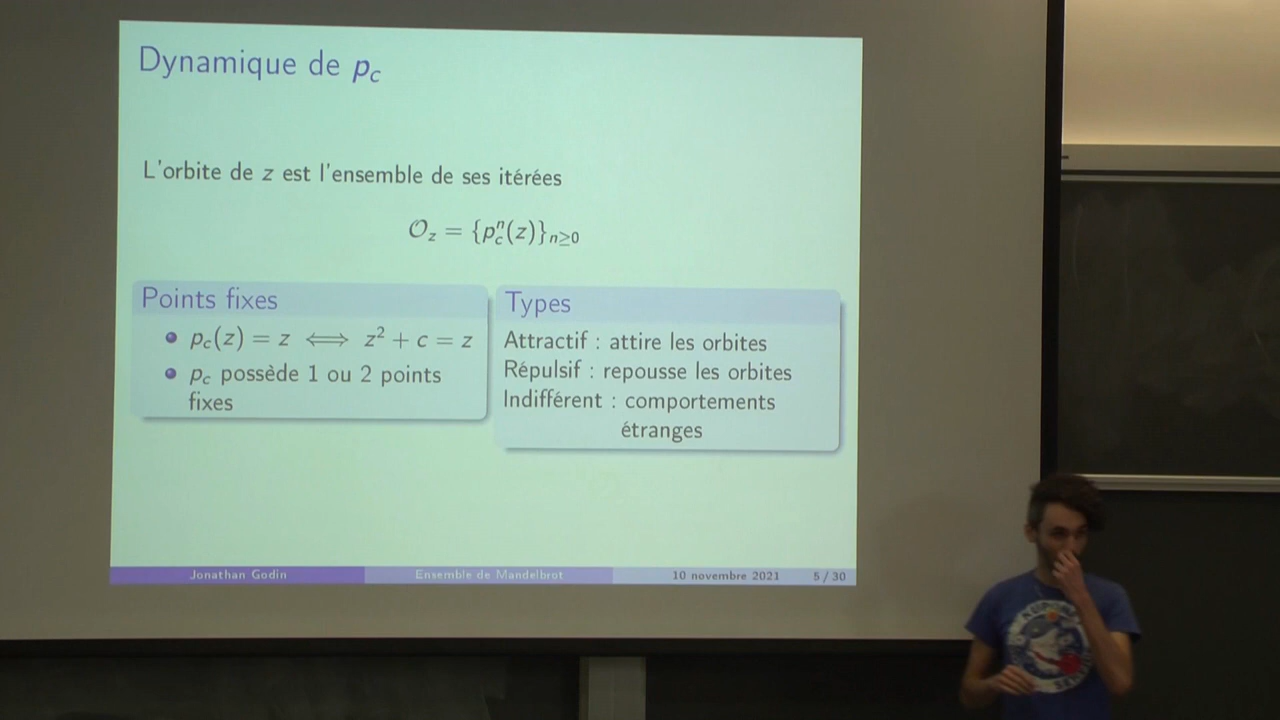 Dynamique de p_c
L'orbite de z est l'ensemble de ses itérées
𝒪_z = {p_c^n(z)}_{n≥0}
Points fixes
p_c(z) = z ⟺ z² + c = z
p_c possède 1 ou 2 points
fixes
Types
Attractif : attire les orbites
Répulsif : repousse les orbites
Indifférent : comportements
étranges
Jonathan Godin
Ensemble de Mandelbrot
10 novembre 2021
5 / 30